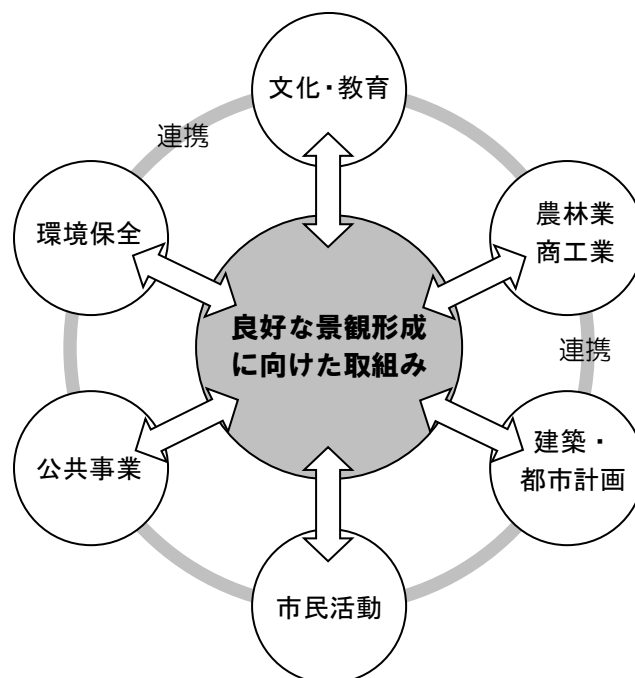 文化・教育
連携
環境保全
農林業
商工業
良好な景観形成
に向けた取組み
連携
公共事業
建築・
都市計画
市民活動